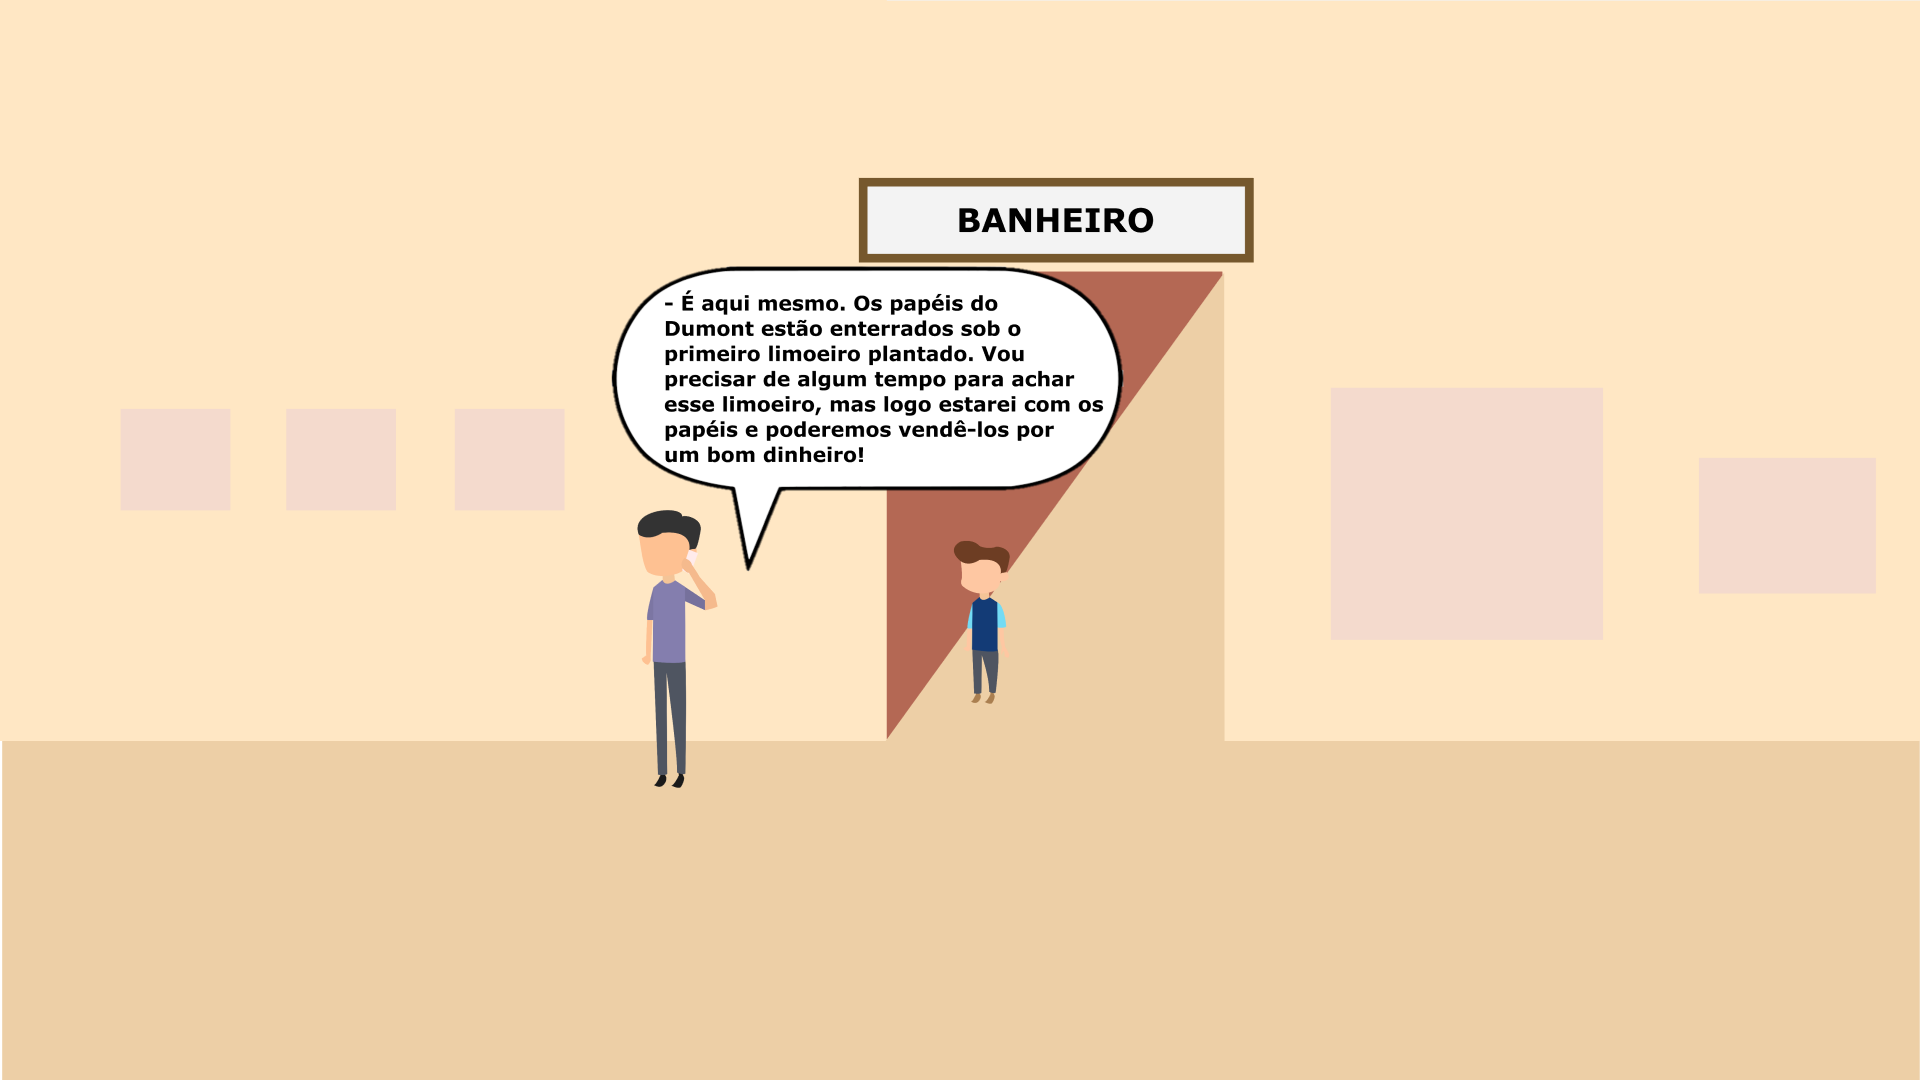 BANHEIRO
- É aqui mesmo. Os papéis do
Dumont estão enterrados sob o
primeiro limoeiro plantado. Vou
precisar de algum tempo para achar
esse limoeiro, mas logo estarei com os
papéis e poderemos vendê-los por
um bom dinheiro!